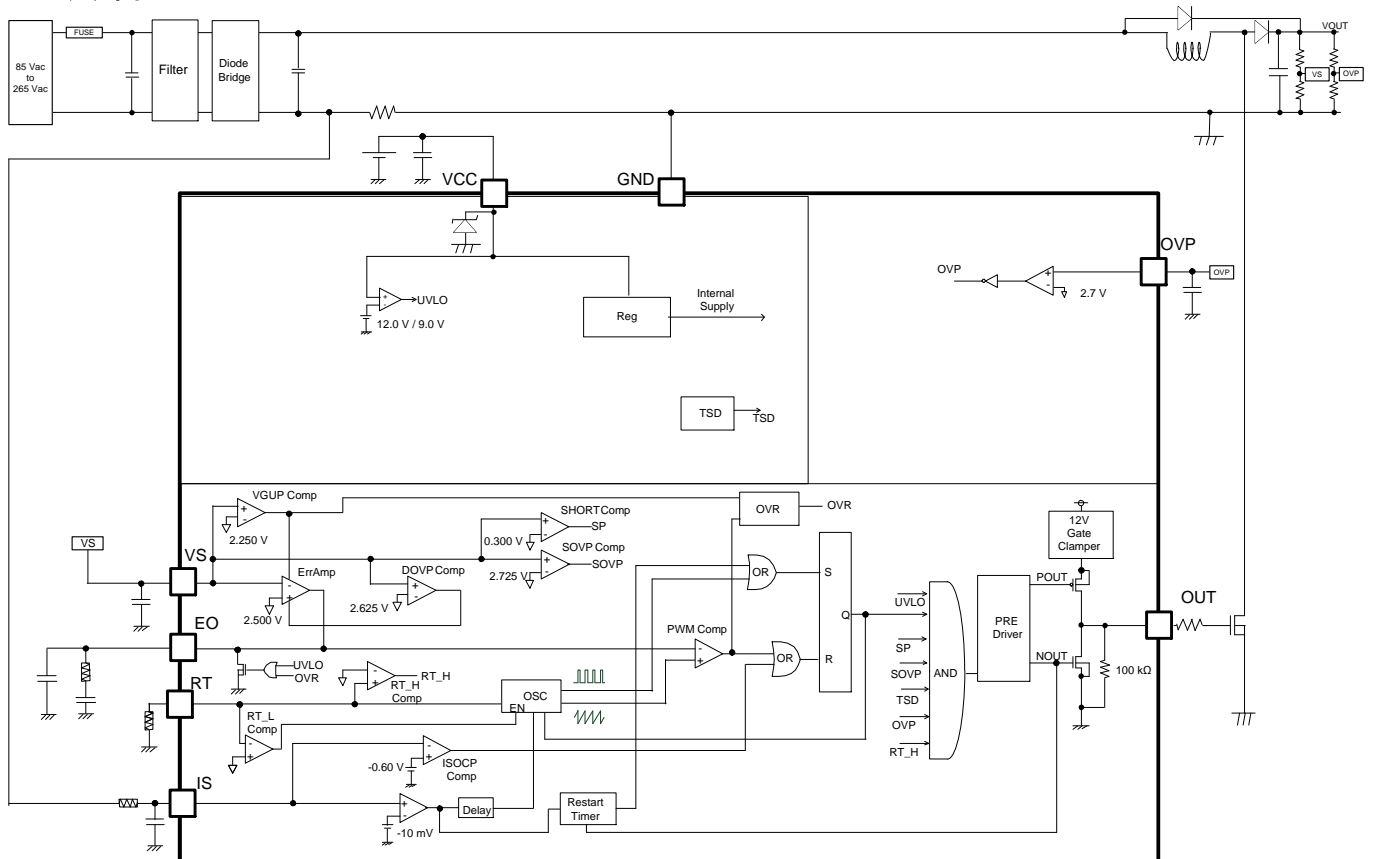 FUSE
85 Vac
to
265 Vac
Filter
Diode
Bridge
VOUT
VS
OVP
VCC
GND
OVP
OVP
2.7 V
OVP
UVLO
12.0 V / 9.0 V
Reg
Internal
Supply
TSD
TSD
VGUP Comp
2.250 V
OVR
OVR
SHORT Comp
SP
0.300 V
SOVP Comp
SOVP
2.725 V
12V
Gate
Clamper
VS
VS
ErrAmp
2.500 V
DOVP Comp
2.625 V
OR
S
Q
R
UVLO
SP
SOVP
TSD
OVP
RT_H
AND
PRE
Driver
POUT
NOUT
OUT
100 kΩ
EO
UVLO
OVR
PWM Comp
OR
RT
RT_H
RT_H
Comp
OSC
EN
RT_L
Comp
-0.60 V
ISOCP
Comp
IS
-10 mV
Delay
Restart
Timer